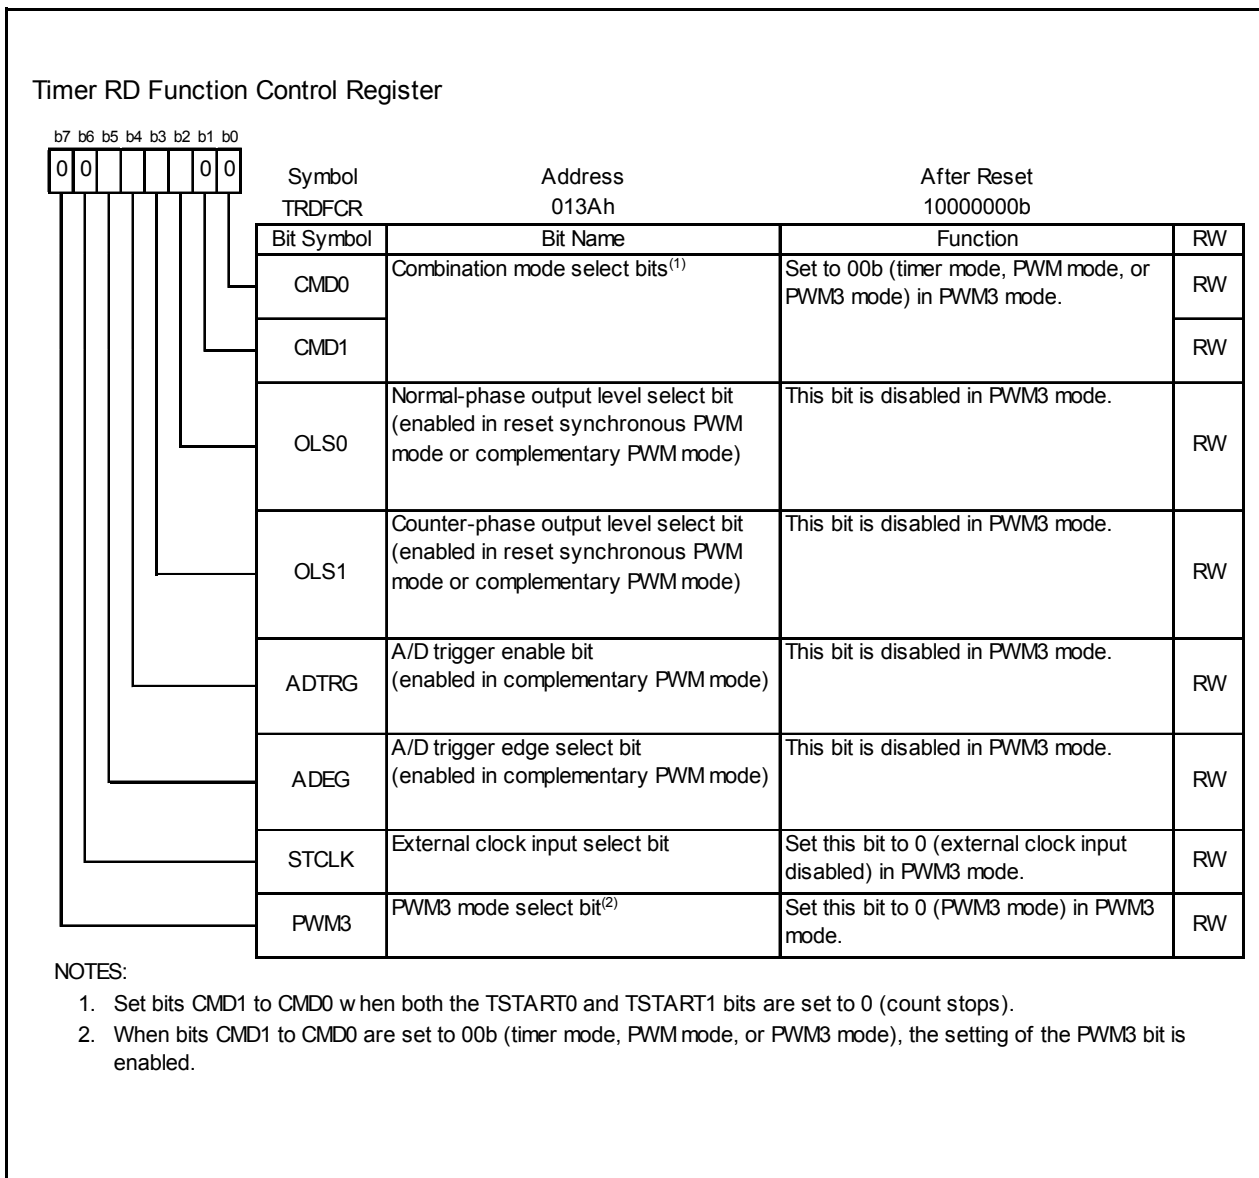 Timer RD Function Control Register
b7 b6 b5 b4 b3 b2 b1 b0
0 0 0 0
Symbol Address After Reset
TRDFCR 013Ah 10000000b
Bit Symbol Bit Name Function RW
CMD0 Combination mode select bits(1) Set to 00b (timer mode, PWM mode, or
PWM3 mode) in PWM3 mode. RW
CMD1 RW
OLS0 Normal-phase output level select bit
(enabled in reset synchronous PWM
mode or complementary PWM mode) This bit is disabled in PWM3 mode. RW
OLS1 Counter-phase output level select bit
(enabled in reset synchronous PWM
mode or complementary PWM mode) This bit is disabled in PWM3 mode. RW
ADTRG A/D trigger enable bit
(enabled in complementary PWM mode) This bit is disabled in PWM3 mode. RW
ADEG A/D trigger edge select bit
(enabled in complementary PWM mode) This bit is disabled in PWM3 mode. RW
STCLK External clock input select bit Set this bit to 0 (external clock input
disabled) in PWM3 mode. RW
PWM3 PWM3 mode select bit(2) Set this bit to 0 (PWM3 mode) in PWM3
mode. RW
NOTES:
1. Set bits CMD1 to CMD0 when both the TSTART0 and TSTART1 bits are set to 0 (count stops).
2. When bits CMD1 to CMD0 are set to 00b (timer mode, PWM mode, or PWM3 mode), the setting of the PWM3 bit is
enabled.